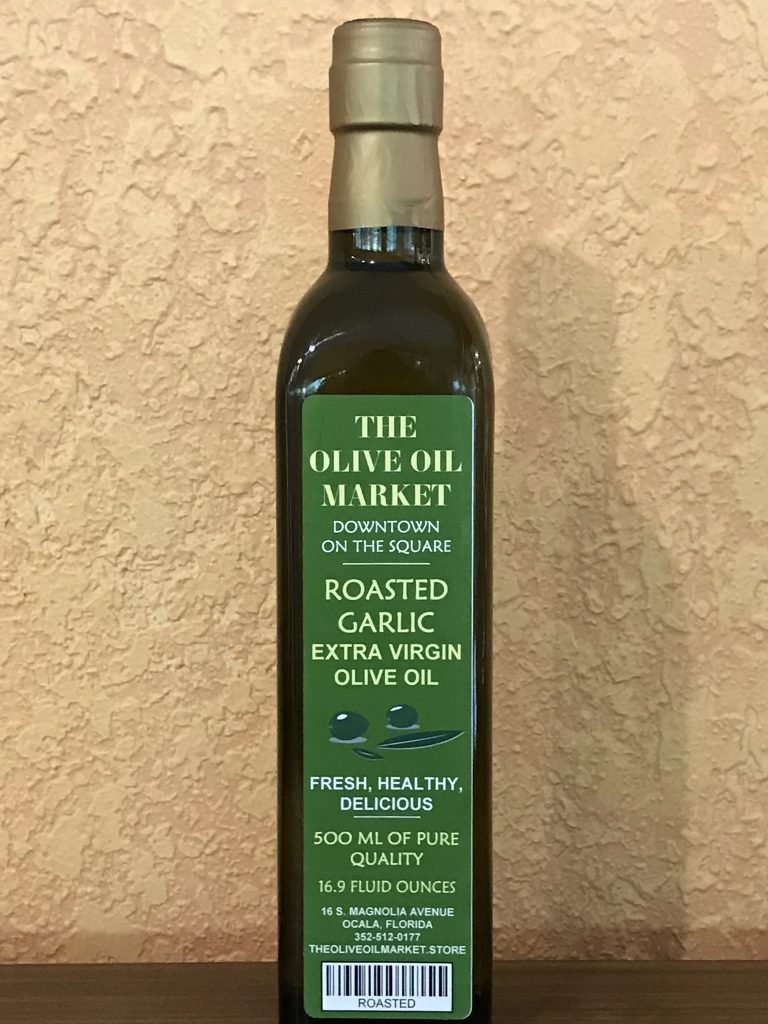 THE
OLIVE OIL
MARKET
DOWNTOWN
ON THE SQUARE
ROASTED
GARLIC
EXTRA VIRGIN
OLIVE OIL
FRESH, HEALTHY,
DELICIOUS
500 ML OF PURE
QUALITY
16.9 FLUID OUNCES
16 S. MAGNOLIA AVENUE
OCALA, FLORIDA
352-512-0177
THEOLIVEOILMARKET.STORE
ROASTED